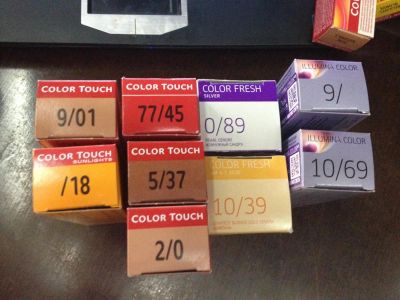 COLOR TOUCH
9/01
COLOR TOUCH
77/45
COLOR FRESH
SILVER
0/89
ILLUMINA COLOR
9/
COLOR TOUCH
SUNLIGHTS
/18
COLOR TOUCH
5/37
COLOR FRESH
10/39
ILLUMINA COLOR
10/69
COLOR TOUCH
2/0